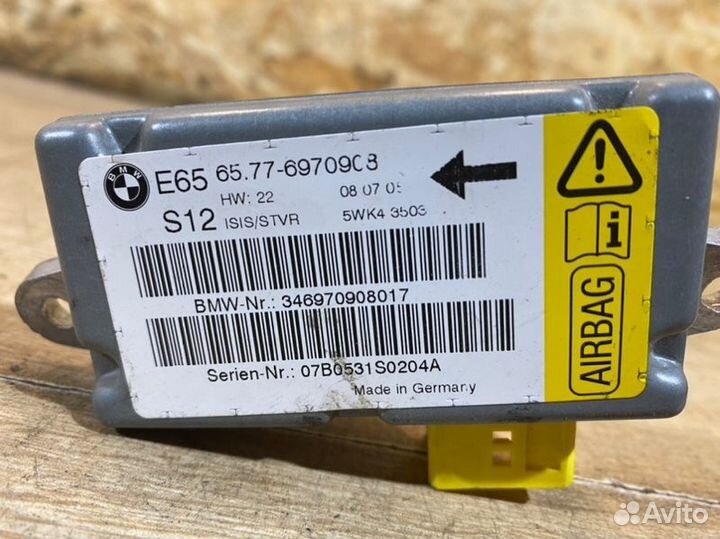 BMW
E65 65.77-6970908
HW: 22 08 07 05
S12 ISIS/STVR 5WK4 3503
BMW-Nr.: 346970908017
Serien-Nr.: 07B0531S0204A
Made in Germany
!
i
AIRBAG
Avito